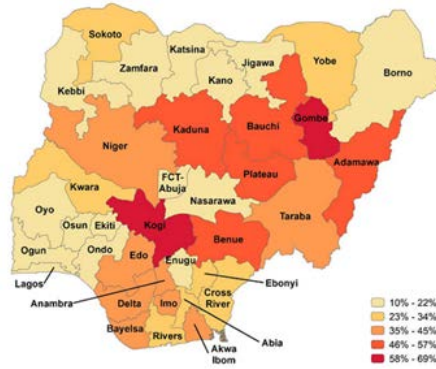 Sokoto
Katsina
Jigawa
Yobe
Borno
Zamfara
Kano
Kebbi
Gombe
Kaduna
Bauchi
Niger
Adamawa
FCT-
Abuja
Plateau
Kwara
Nasarawa
Taraba
Oyo
Kogi
Osun
Ekiti
Benue
Ogun
Ondo
Edo
Enugu
Lagos
Ebonyi
Anambra
Cross
River
Delta
Imo
Bayelsa
Rivers
Abia
Akwa
Ibom
10% - 22%
23% - 34%
35% - 45%
46% - 57%
58% - 69%